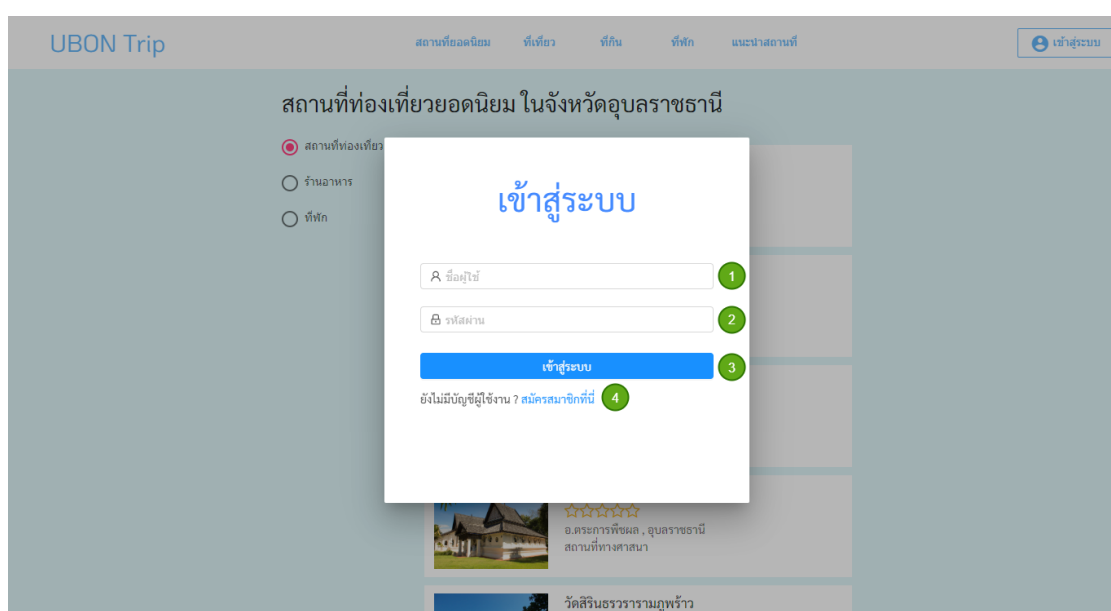 UBON Trip
สถานที่ยอดนิยม ที่เที่ยว ที่กิน ที่พัก แนะนำสถานที่
เข้าสู่ระบบ
สถานที่ท่องเที่ยวยอดนิยม ในจังหวัดอุบลราชธานี
สถานที่ท่องเที่ยว
ร้านอาหาร
ที่พัก
เข้าสู่ระบบ
ชื่อผู้ใช้ 1
รหัสผ่าน 2
เข้าสู่ระบบ 3
ยังไม่มีบัญชีผู้ใช้งาน ? สมัครสมาชิกที่นี่ 4
อ.ตระการพืชผล , อุบลราชธานี
สถานที่ทางศาสนา
วัดสิรินธรวรารามภูพร้าว